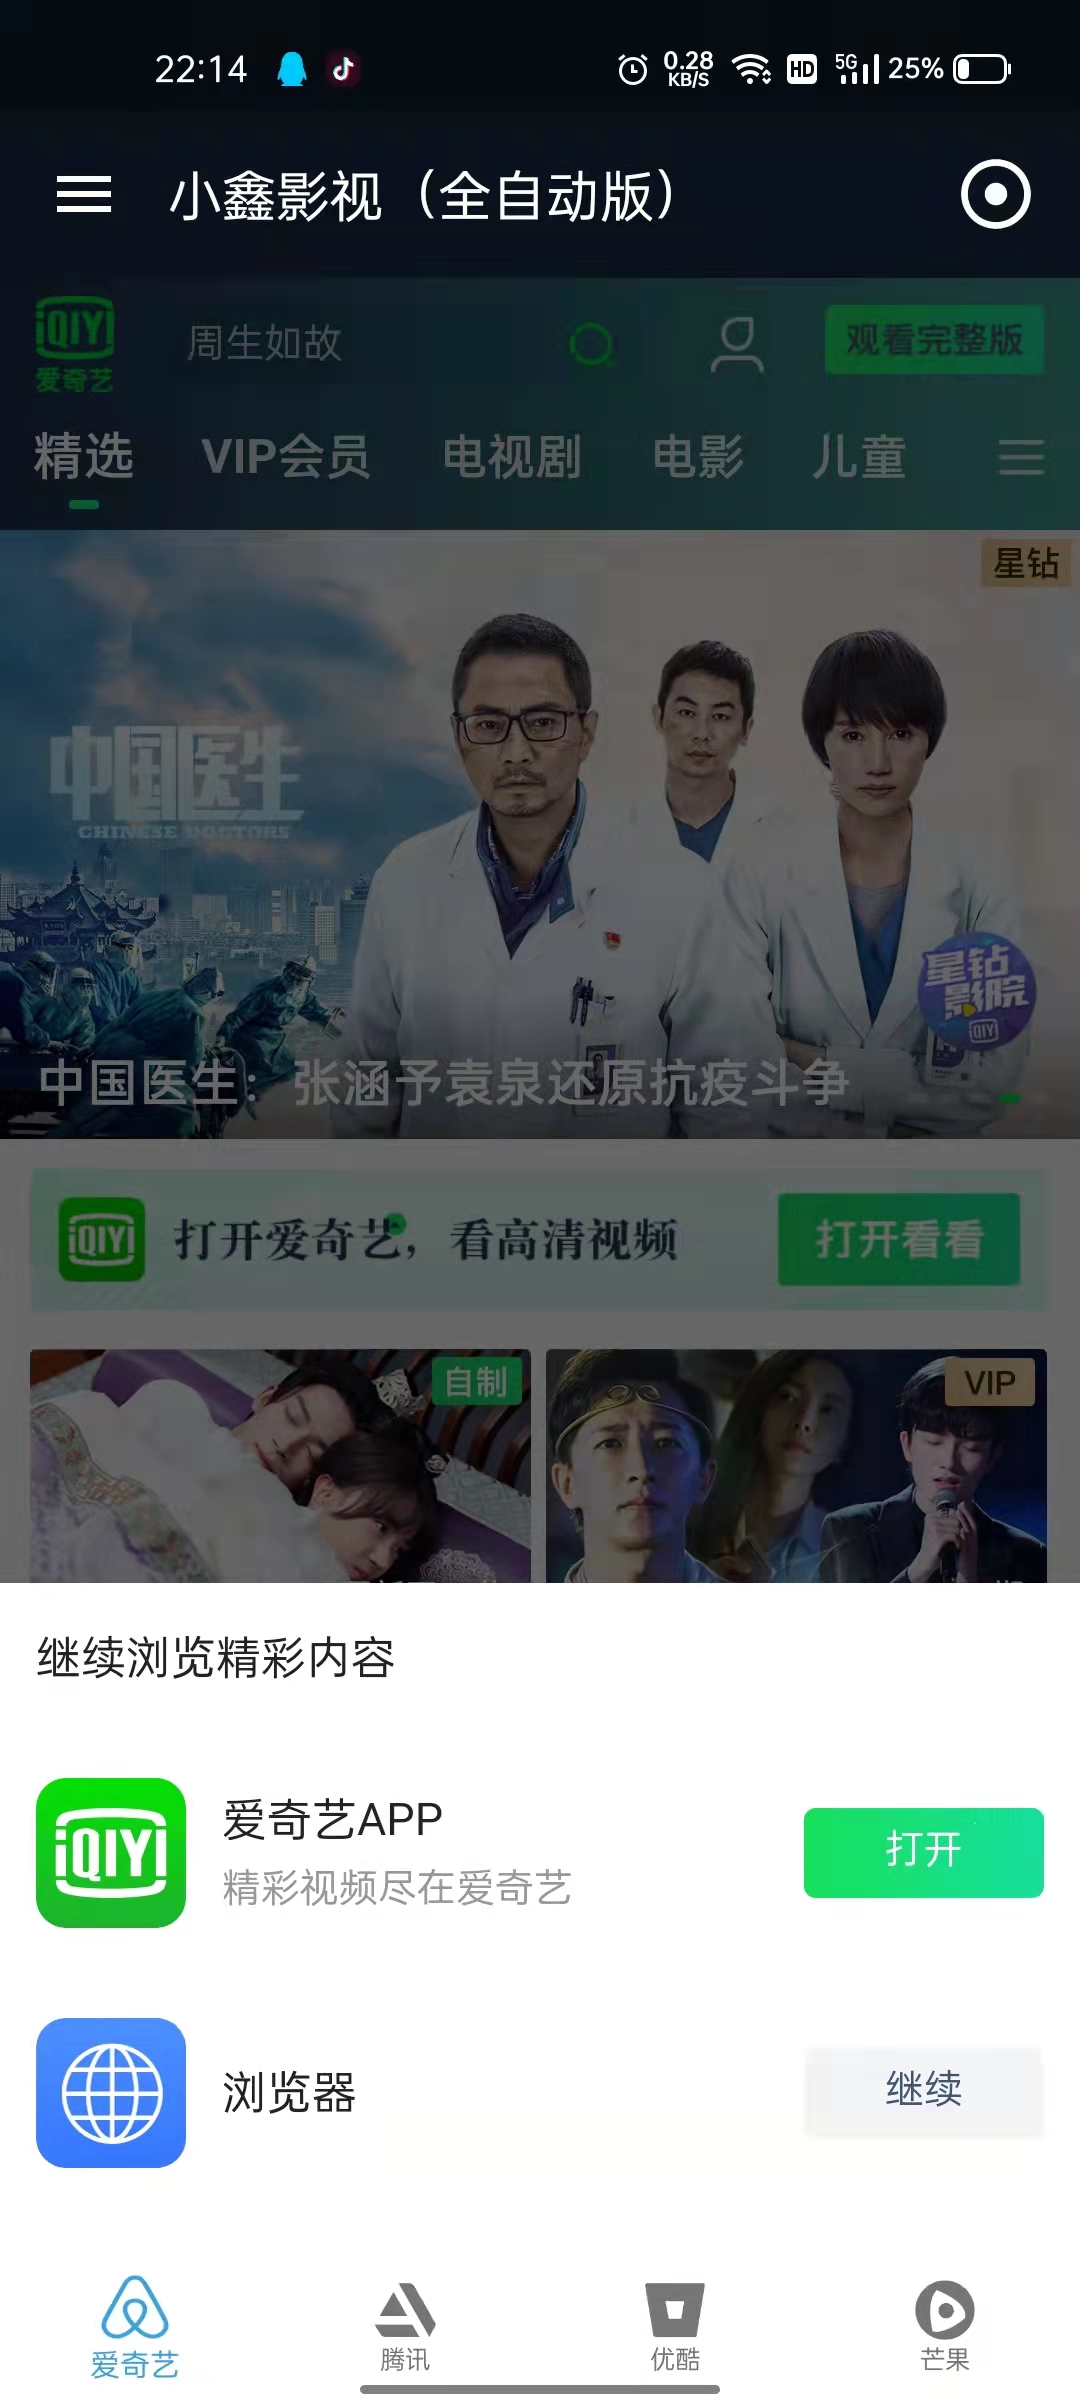 22:14
0.28
KB/S
HD
5G
25%
小鑫影视（全自动版）
iQIYI
爱奇艺
周生如故
观看完整版
精选
VIP会员
电视剧
电影
儿童
星钻
中国医生
CHINESE DOCTORS
星钻
影院
iQIYI
中国医生：张涵予袁泉还原抗疫斗争
iQIYI
打开爱奇艺，看高清视频
打开看看
自制
VIP
继续浏览精彩内容
iQIYI
爱奇艺APP
精彩视频尽在爱奇艺
打开
浏览器
继续
爱奇艺
腾讯
优酷
芒果